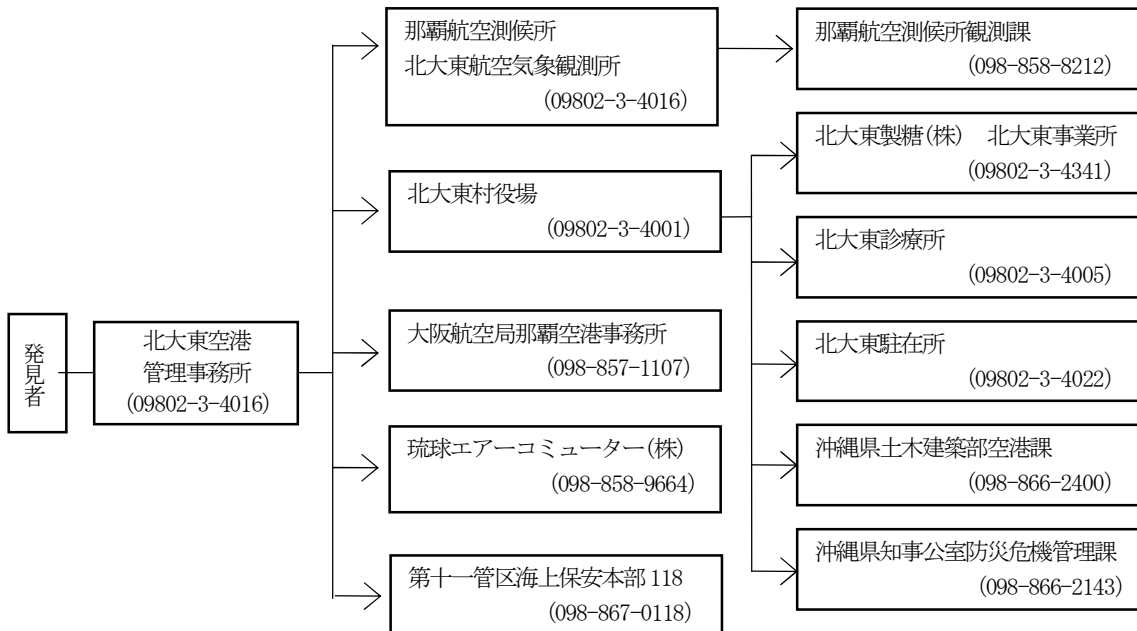 発見者
北大東空港
管理事務所
(09802-3-4016)
那覇航空測候所
北大東航空気象観測所
(09802-3-4016)
北大東村役場
(09802-3-4001)
大阪航空局那覇空港事務所
(098-857-1107)
琉球エアーコミューター(株)
(098-858-9664)
第十一管区海上保安本部 118
(098-867-0118)
那覇航空測候所観測課
(098-858-8212)
北大東製糖(株)　北大東事業所
(09802-3-4341)
北大東診療所
(09802-3-4005)
北大東駐在所
(09802-3-4022)
沖縄県土木建築部空港課
(098-866-2400)
沖縄県知事公室防災危機管理課
(098-866-2143)